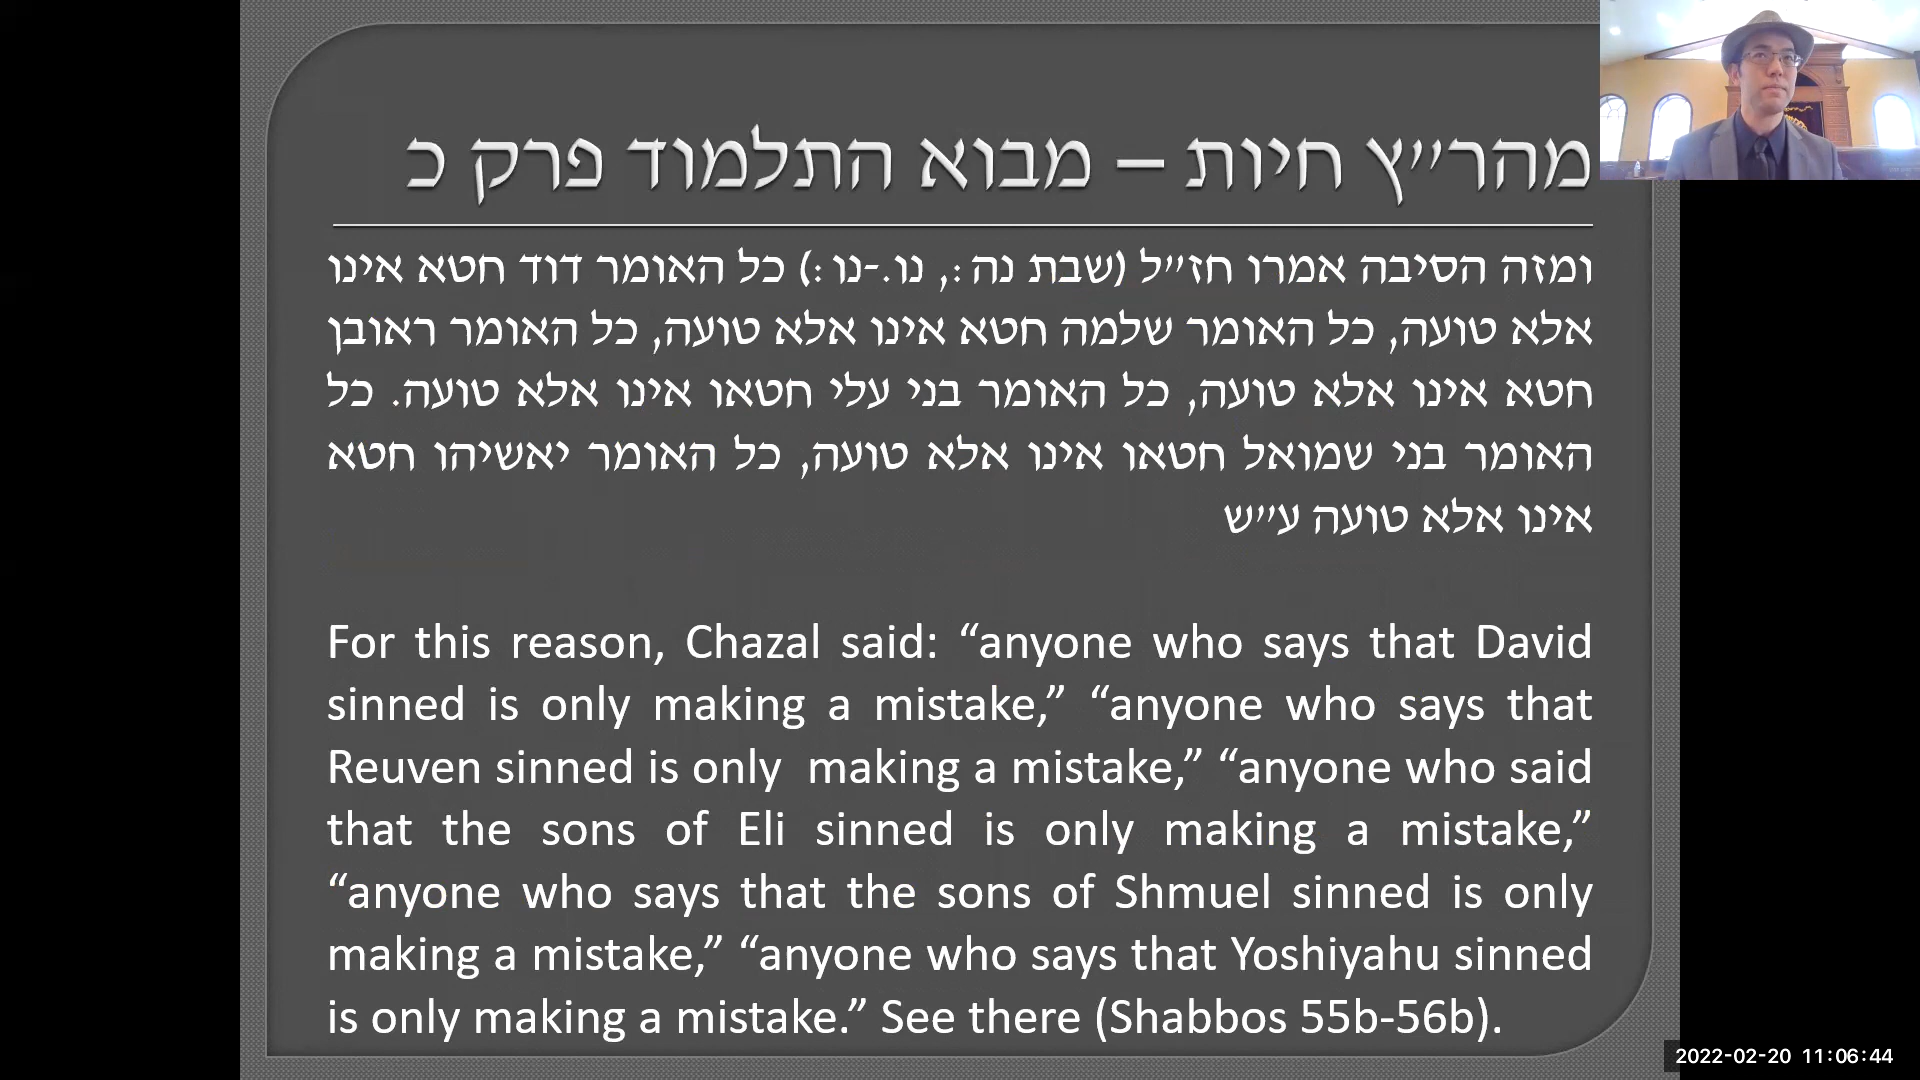 מהר״ץ חיות – מבוא התלמוד פרק כ
ומזה הסיבה אמרו חז״ל (שבת נה:, נו.-נו:) כל האומר דוד חטא אינו
אלא טועה, כל האומר שלמה חטא אינו אלא טועה, כל האומר ראובן
חטא אינו אלא טועה, כל האומר בני עלי חטאו אינו אלא טועה. כל
האומר בני שמואל חטאו אינו אלא טועה, כל האומר יאשיהו חטא
אינו אלא טועה ע״ש
For this reason, Chazal said: “anyone who says that David
sinned is only making a mistake,” “anyone who says that
Reuven sinned is only  making a mistake,” “anyone who said
that the sons of Eli sinned is only making a mistake,”
“anyone who says that the sons of Shmuel sinned is only
making a mistake,” “anyone who says that Yoshiyahu sinned
is only making a mistake.” See there (Shabbos 55b-56b).
2022-02-20 11:06:44